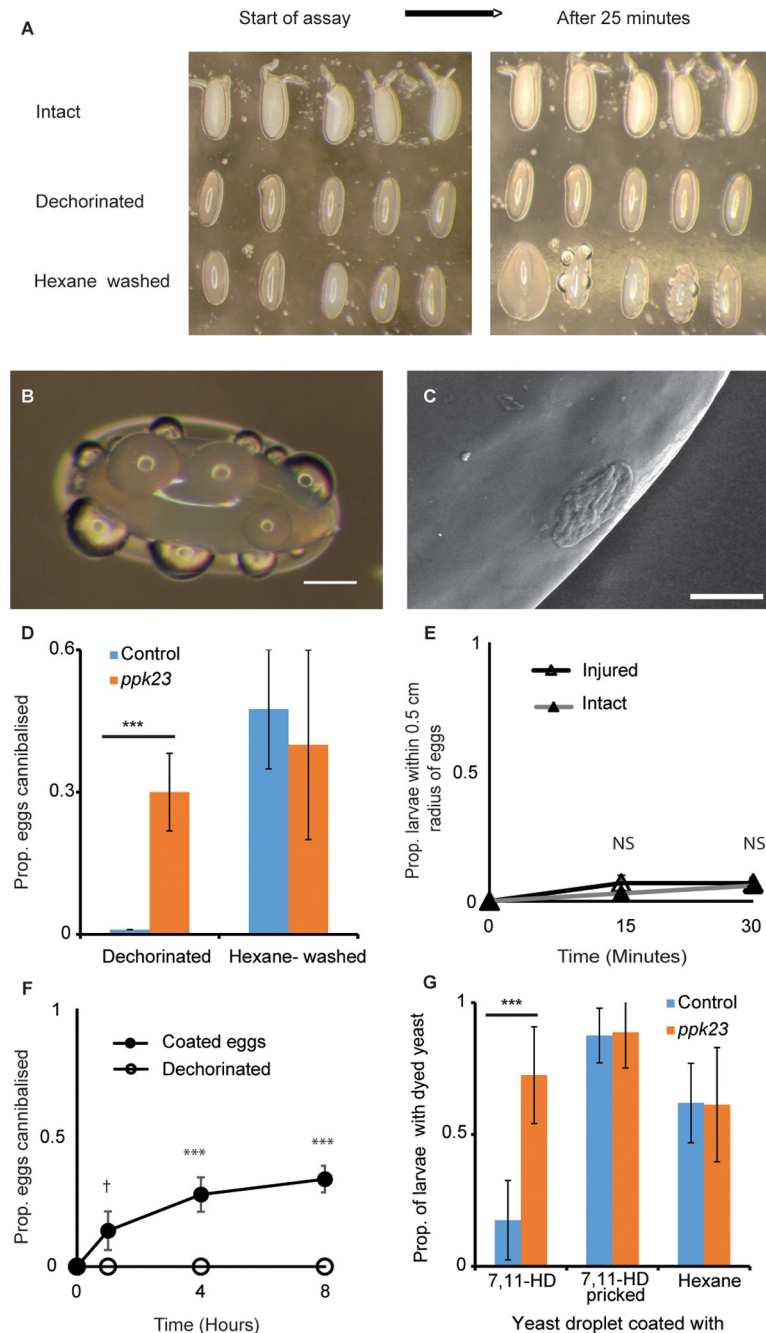 Start of assay
After 25 minutes
A
Intact
Dechorinated
Hexane washed
B
C
D
0.6
0.3
0
Prop. eggs cannibalised
Control
ppk23
***
Dechorinated
Hexane- washed
E
1
0.5
0
Prop. larvae within 0.5 cm
radius of eggs
Injured
Intact
NS
NS
0
15
30
Time (Minutes)
F
1
0.5
0
Prop. eggs cannibalised
Coated eggs
Dechorinated
†
***
***
0
4
8
Time (Hours)
G
1
0.5
0
Prop. of larvae with dyed yeast
***
Control
ppk23
7,11-HD
7,11-HD
pricked
Hexane
Yeast droplet coated with